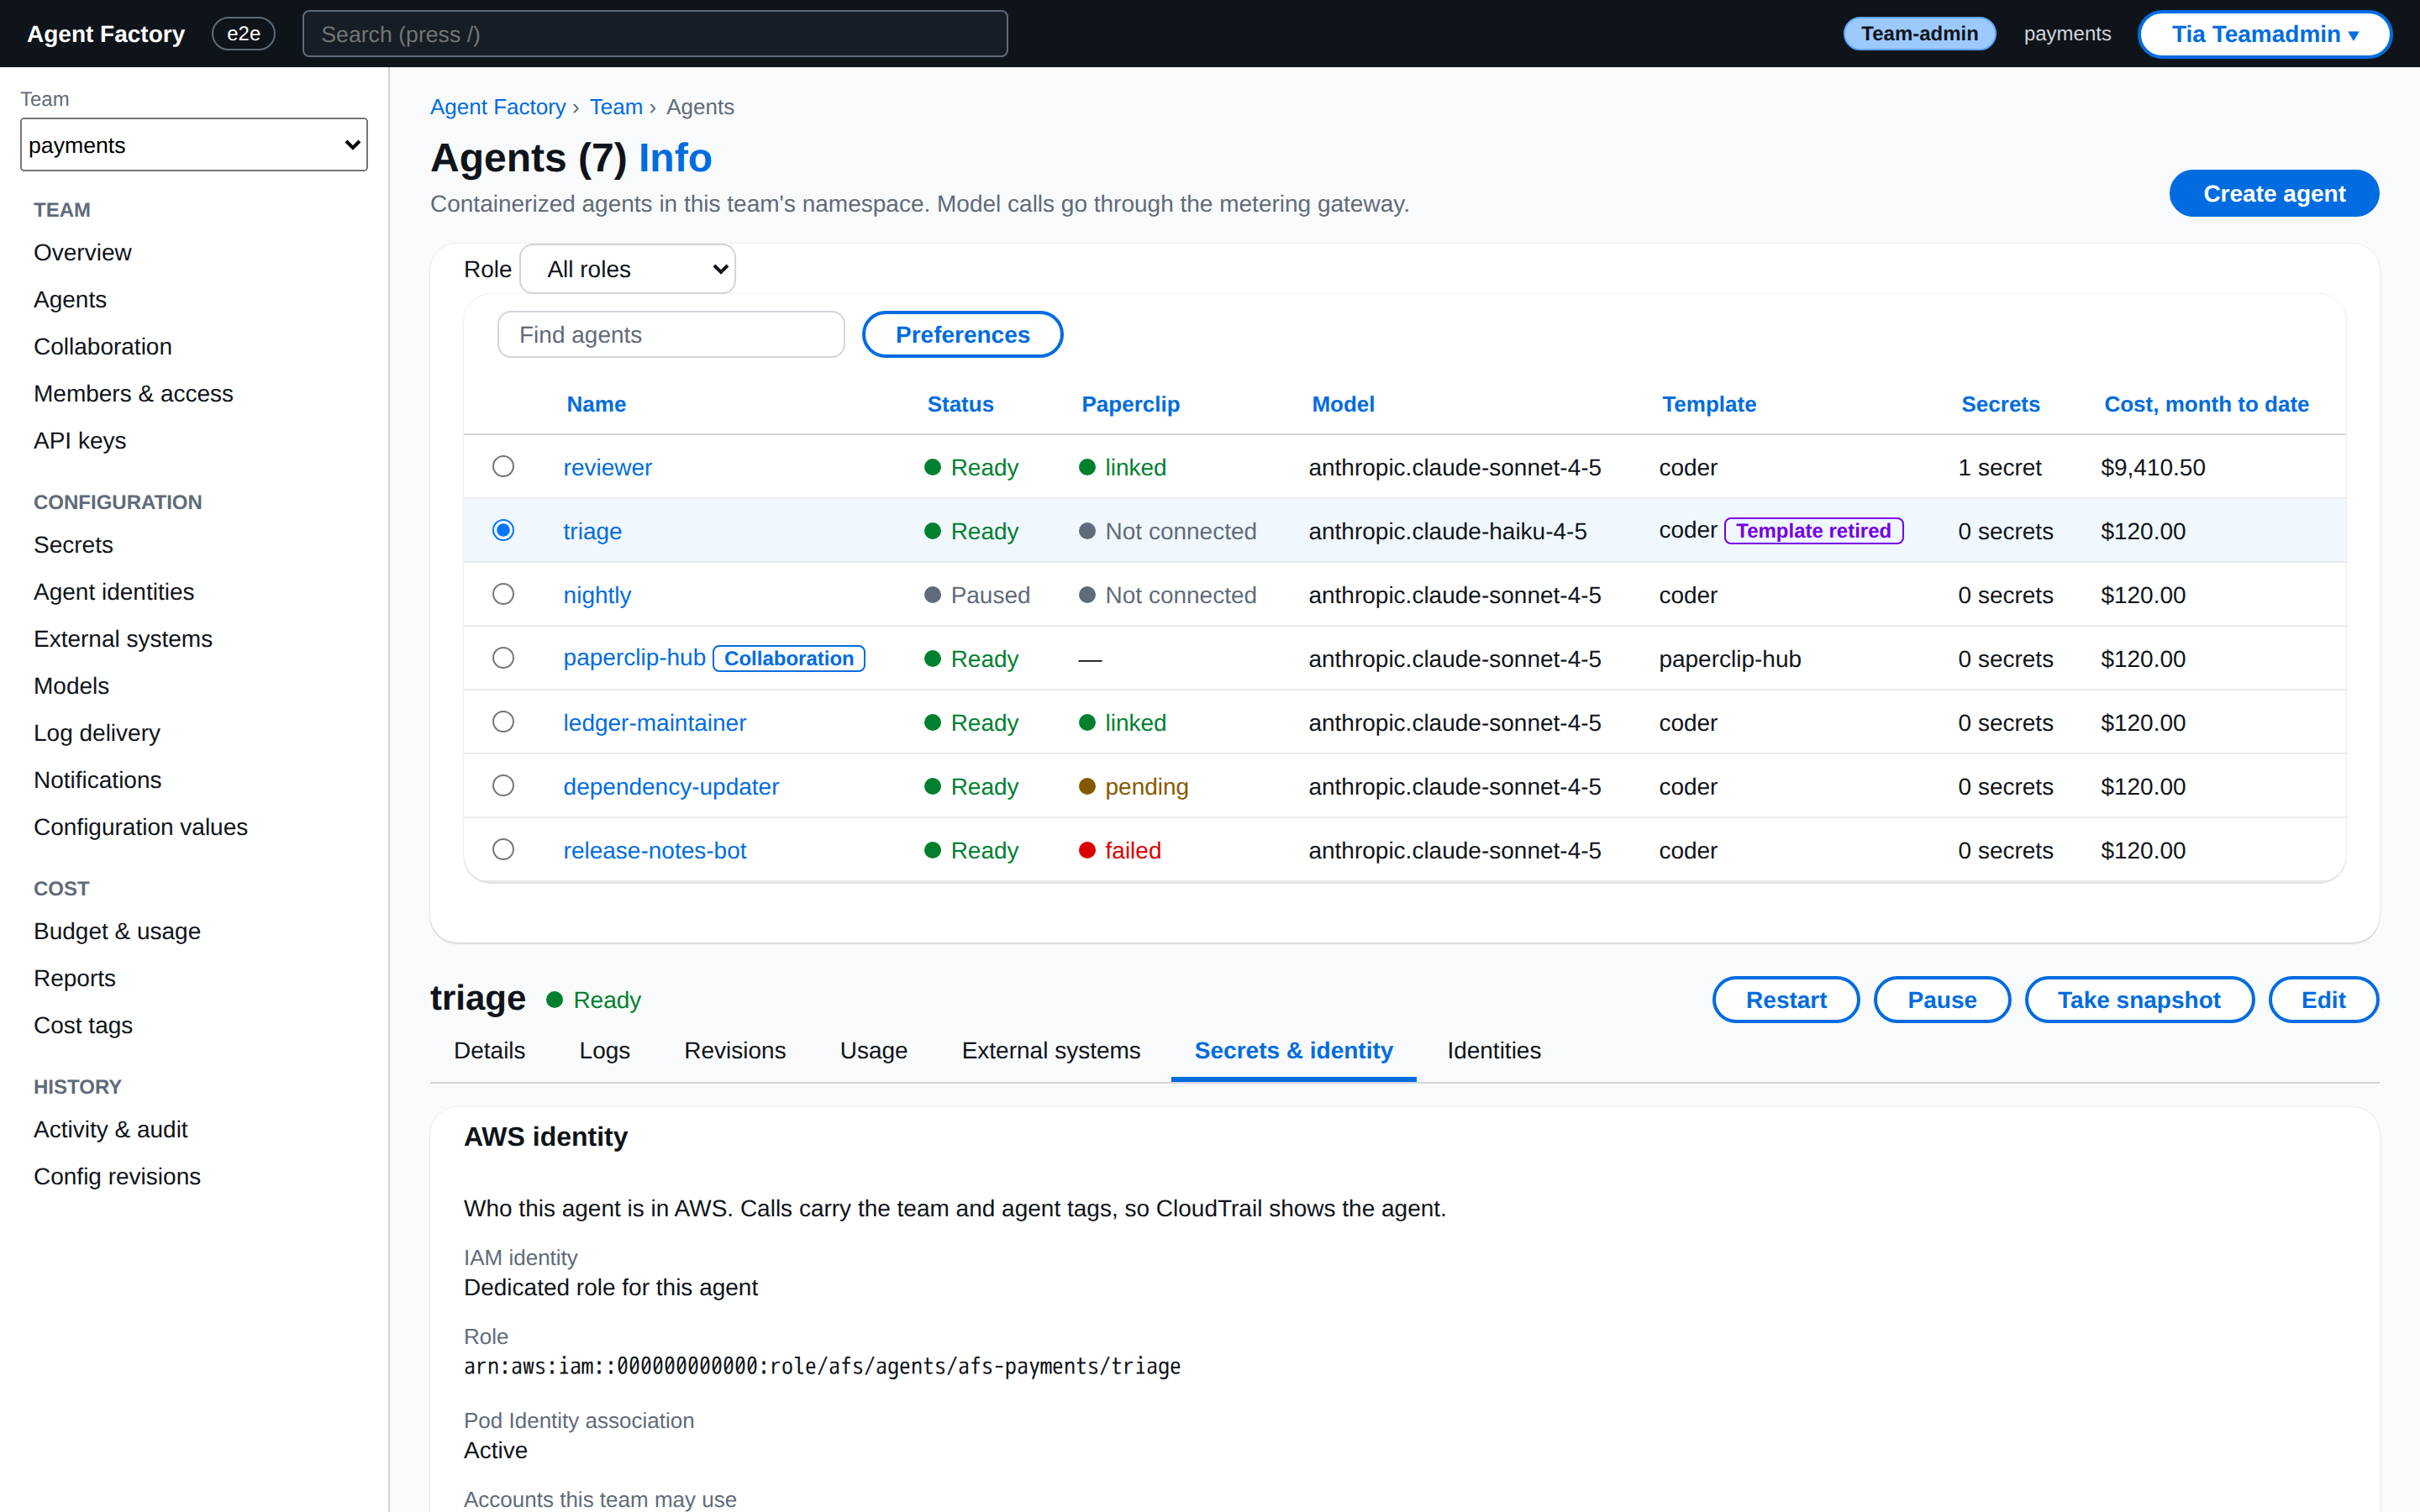 Agent Factory e2e Search (press /) Team-admin payments Tia Teamadmin ▾
Team
payments
TEAM
Overview
Agents
Collaboration
Members & access
API keys
CONFIGURATION
Secrets
Agent identities
External systems
Models
Log delivery
Notifications
Configuration values
COST
Budget & usage
Reports
Cost tags
HISTORY
Activity & audit
Config revisions
Agent Factory › Team › Agents
Agents (7) Info
Containerized agents in this team's namespace. Model calls go through the metering gateway.
Create agent
Role All roles
Find agents Preferences
Name Status Paperclip Model Template Secrets Cost, month to date
reviewer Ready linked anthropic.claude-sonnet-4-5 coder 1 secret $9,410.50
triage Ready Not connected anthropic.claude-haiku-4-5 coder Template retired 0 secrets $120.00
nightly Paused Not connected anthropic.claude-sonnet-4-5 coder 0 secrets $120.00
paperclip-hub Collaboration Ready — anthropic.claude-sonnet-4-5 paperclip-hub 0 secrets $120.00
ledger-maintainer Ready linked anthropic.claude-sonnet-4-5 coder 0 secrets $120.00
dependency-updater Ready pending anthropic.claude-sonnet-4-5 coder 0 secrets $120.00
release-notes-bot Ready failed anthropic.claude-sonnet-4-5 coder 0 secrets $120.00
triage Ready Restart Pause Take snapshot Edit
Details Logs Revisions Usage External systems Secrets & identity Identities
AWS identity
Who this agent is in AWS. Calls carry the team and agent tags, so CloudTrail shows the agent.
IAM identity
Dedicated role for this agent
Role
arn:aws:iam::000000000000:role/afs/agents/afs-payments/triage
Pod Identity association
Active
Accounts this team may use